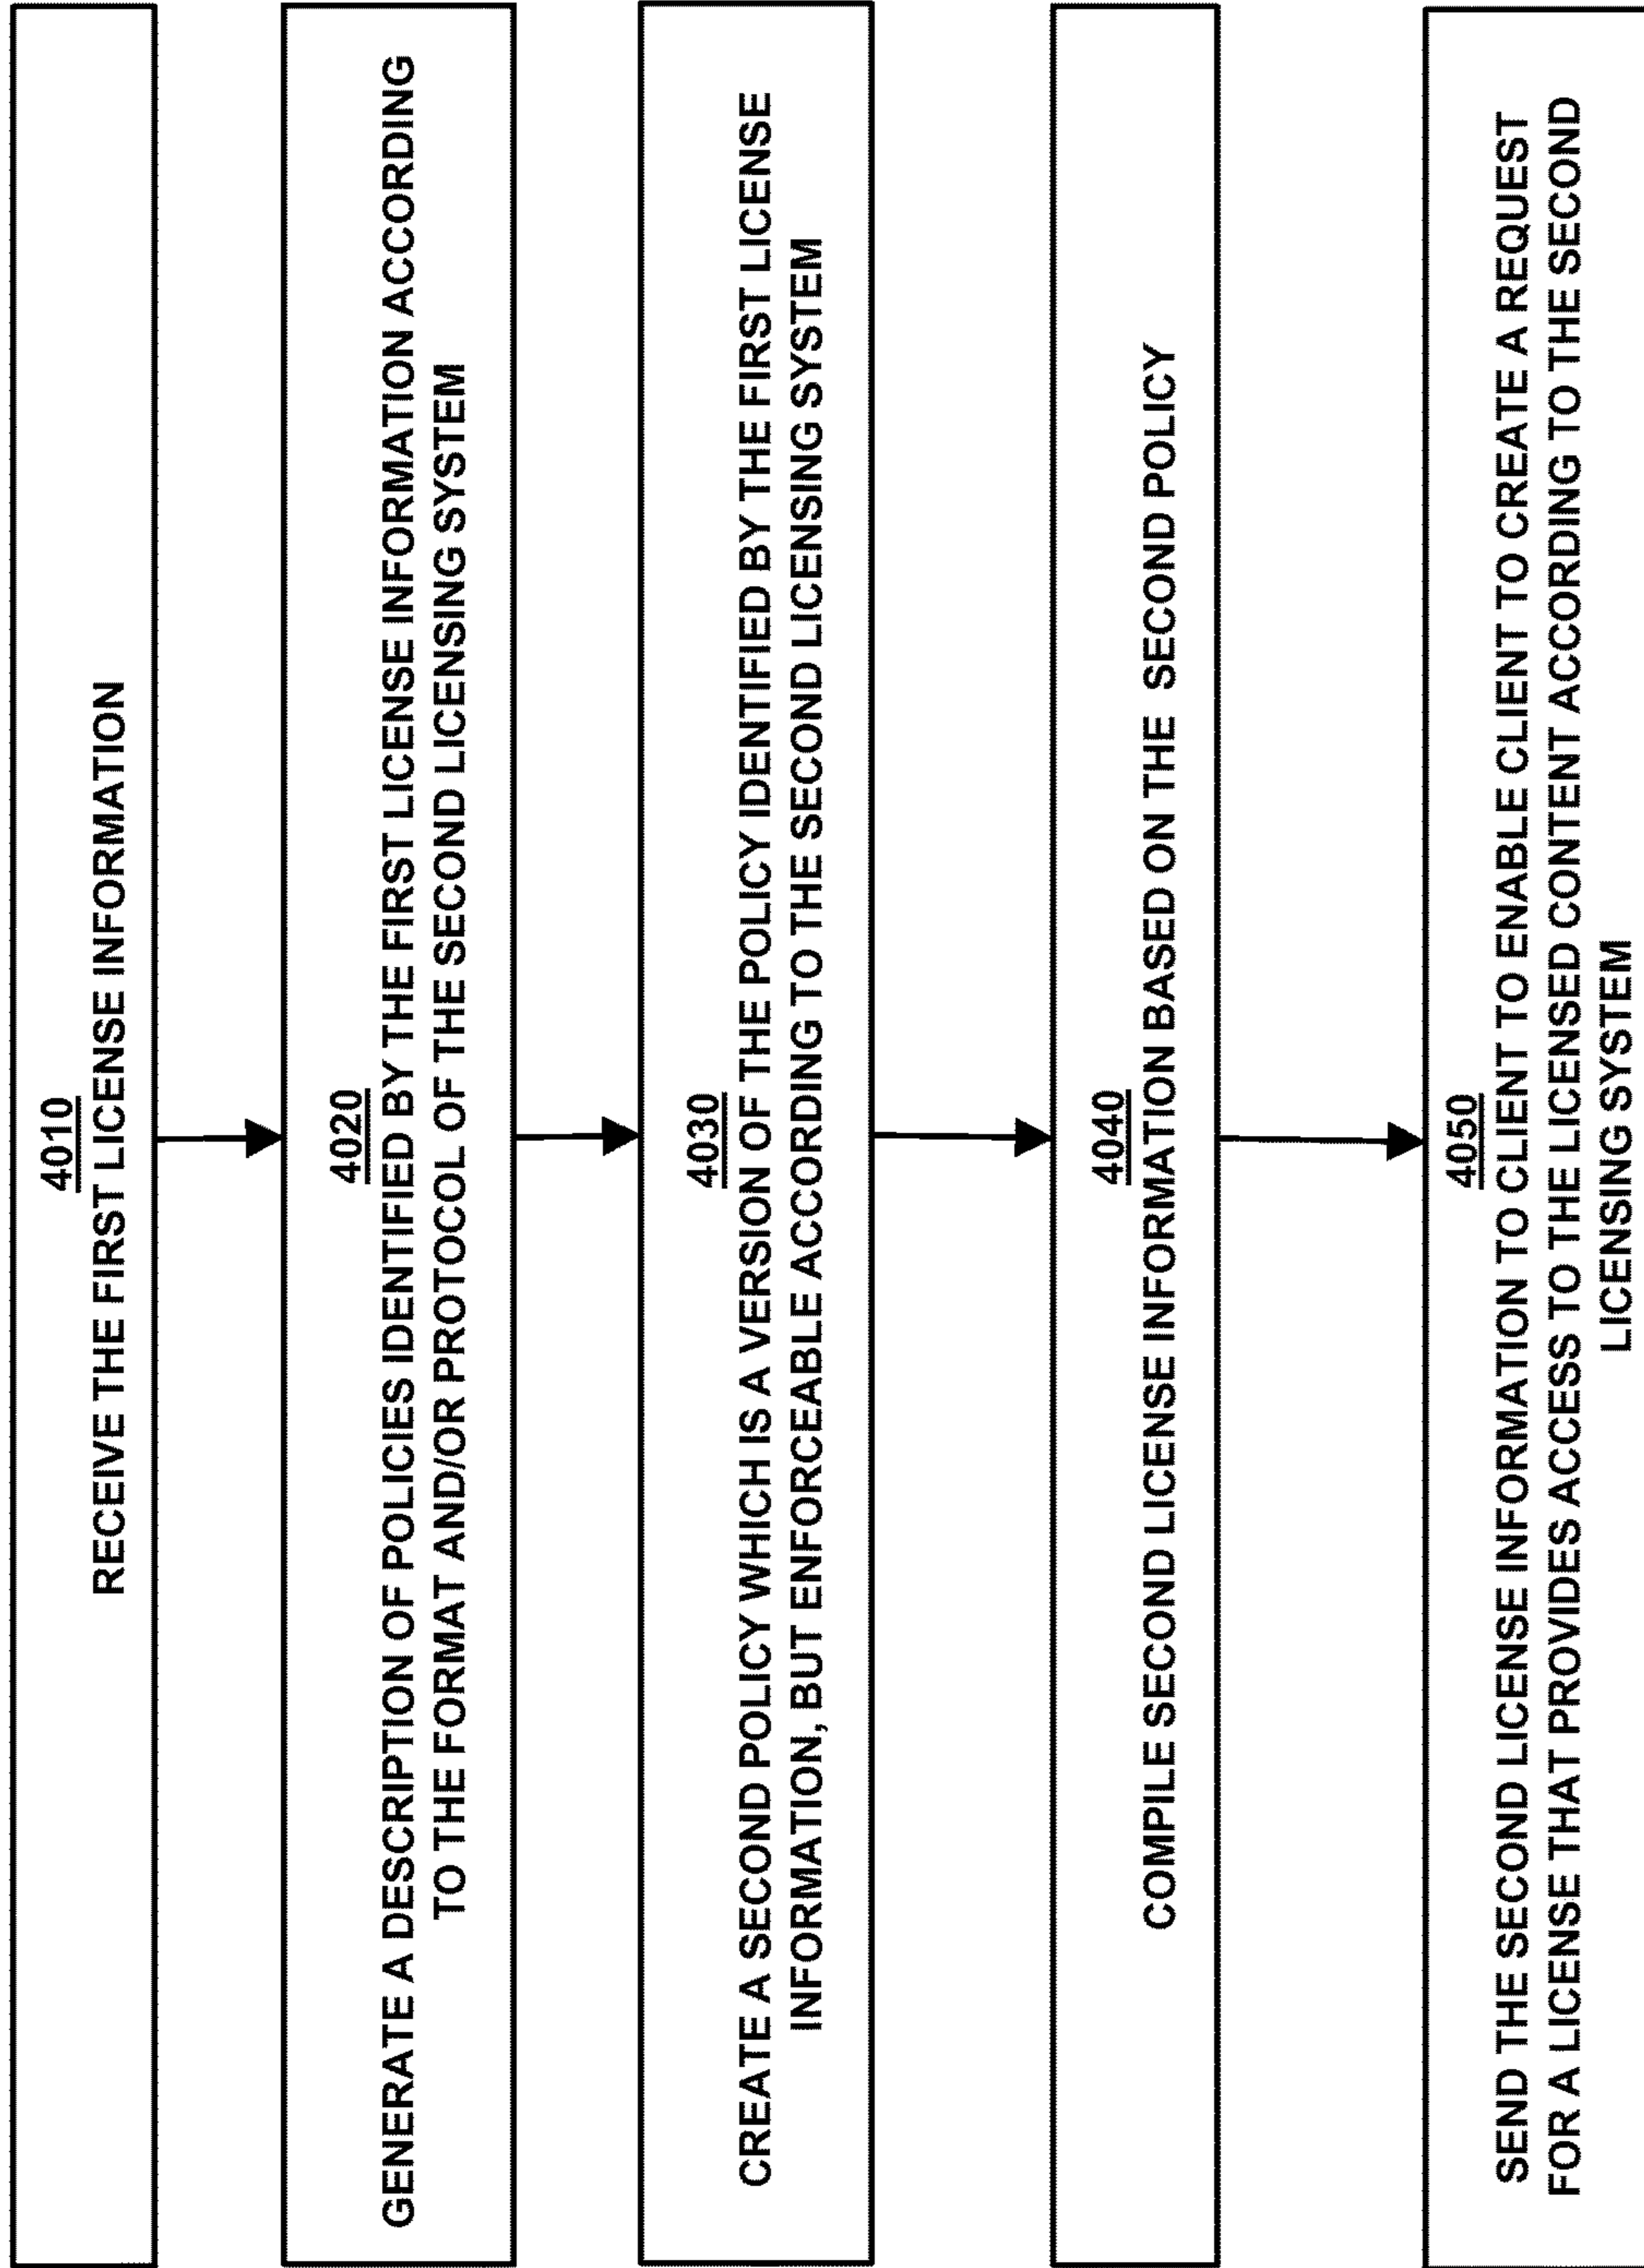 4010
RECEIVE THE FIRST LICENSE INFORMATION
4020
GENERATE A DESCRIPTION OF POLICIES IDENTIFIED BY THE FIRST LICENSE INFORMATION ACCORDING
TO THE FORMAT AND/OR PROTOCOL OF THE SECOND LICENSING SYSTEM
4030
CREATE A SECOND POLICY WHICH IS A VERSION OF THE POLICY IDENTIFIED BY THE FIRST LICENSE
INFORMATION, BUT ENFORCEABLE ACCORDING TO THE SECOND LICENSING SYSTEM
4040
COMPILE SECOND LICENSE INFORMATION BASED ON THE SECOND POLICY
4050
SEND THE SECOND LICENSE INFORMATION TO CLIENT TO ENABLE CLIENT TO CREATE A REQUEST
FOR A LICENSE THAT PROVIDES ACCESS TO THE LICENSED CONTENT ACCORDING TO THE SECOND
LICENSING SYSTEM